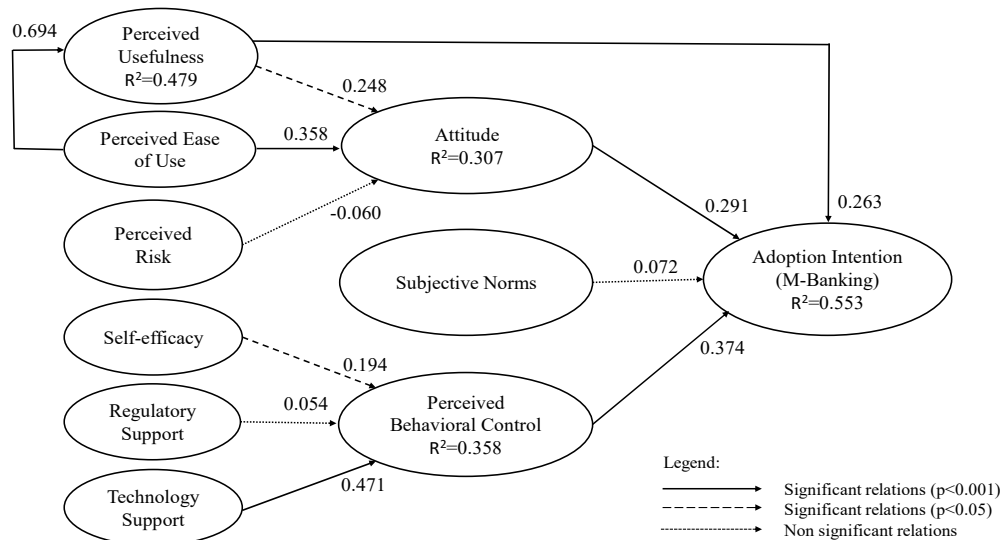 0.694
Perceived
Usefulness
R²=0.479
0.248
Perceived Ease
of Use
0.358
Attitude
R²=0.307
-0.060
Perceived
Risk
0.291
0.263
Subjective Norms
0.072
Adoption Intention
(M-Banking)
R²=0.553
Self-efficacy
0.194
0.374
Regulatory
Support
0.054
Perceived
Behavioral Control
R²=0.358
Technology
Support
0.471
Legend:
Significant relations (p<0.001)
Significant relations (p<0.05)
Non significant relations